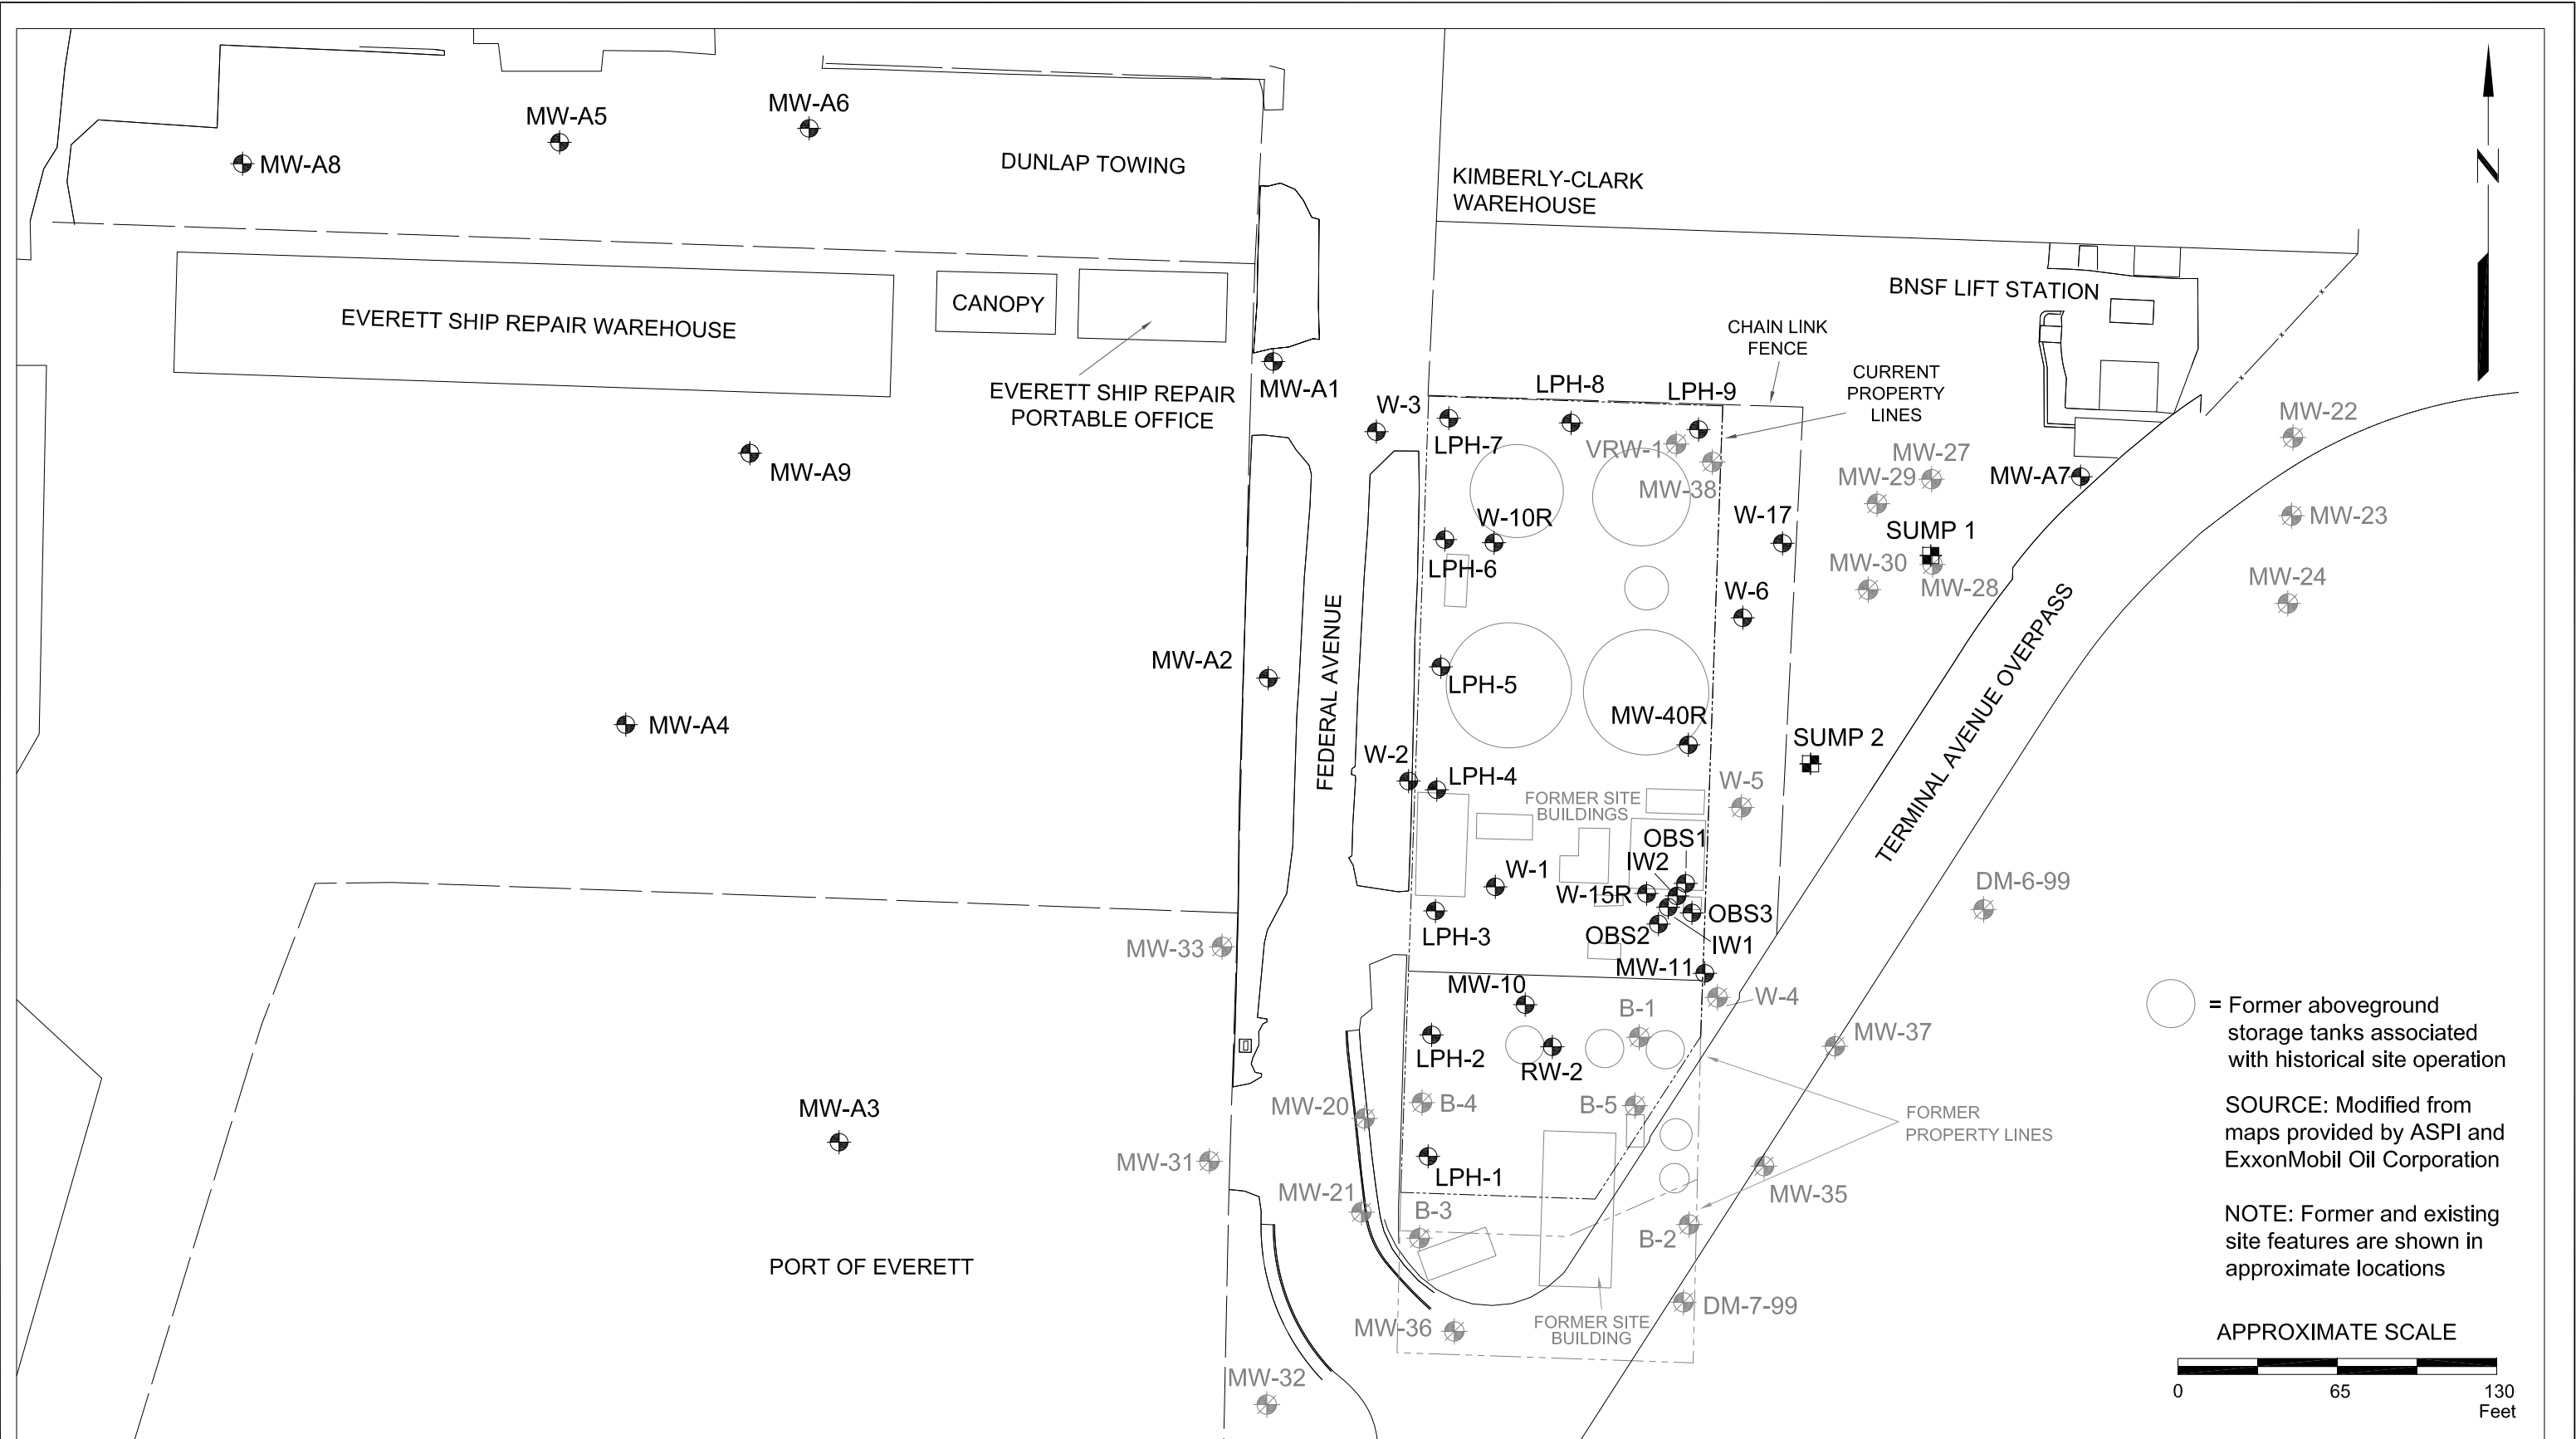 MW-A6
MW-A5
MW-A8
DUNLAP TOWING
N
KIMBERLY-CLARK
WAREHOUSE
BNSF LIFT STATION
CANOPY
EVERETT SHIP REPAIR WAREHOUSE
CHAIN LINK
FENCE
EVERETT SHIP REPAIR
PORTABLE OFFICE
MW-A1
CURRENT
PROPERTY
LINES
LPH-8
LPH-9
W-3
LPH-7
VRW-1
MW-22
MW-A9
MW-27
MW-29
MW-A7
MW-38
W-10R
W-17
MW-23
SUMP 1
LPH-6
MW-30
MW-28
MW-24
W-6
MW-A2
FEDERAL AVENUE
LPH-5
TERMINAL AVENUE OVERPASS
MW-A4
MW-40R
SUMP 2
W-2
LPH-4
W-5
FORMER SITE
BUILDINGS
OBS1
IW2
W-1
W-15R
DM-6-99
OBS3
LPH-3
OBS2
IW1
MW-33
MW-11
MW-10
W-4
B-1
MW-37
LPH-2
RW-2
= Former aboveground
storage tanks associated
with historical site operation
MW-A3
MW-20
B-4
B-5
FORMER
PROPERTY LINES
SOURCE: Modified from
maps provided by ASPI and
ExxonMobil Oil Corporation
MW-31
LPH-1
MW-21
MW-35
B-3
B-2
NOTE: Former and existing
site features are shown in
approximate locations
PORT OF EVERETT
DM-7-99
MW-36
FORMER SITE
BUILDING
APPROXIMATE SCALE
MW-32
0 65 130
Feet